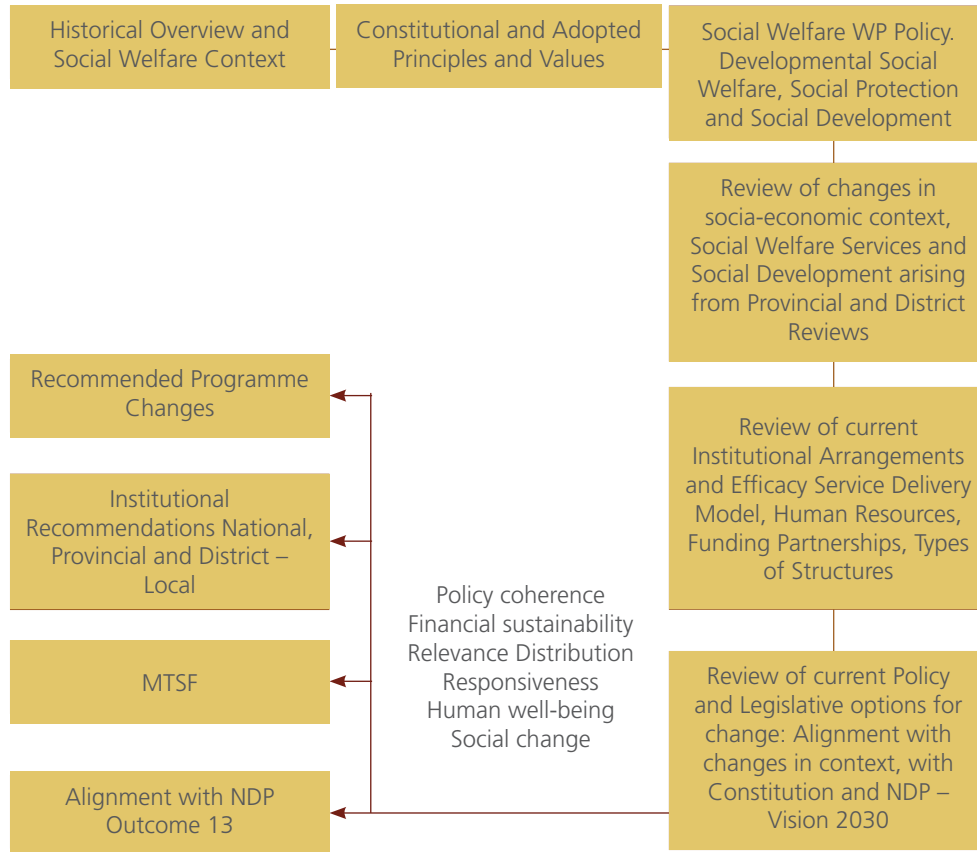 Historical Overview and
Social Welfare Context
Constitutional and Adopted
Principles and Values
Social Welfare WP Policy.
Developmental Social
Welfare, Social Protection
and Social Development
Review of changes in
socia-economic context,
Social Welfare Services and
Social Development arising
from Provincial and District
Reviews
Recommended Programme
Changes
Review of current
Institutional Arrangements
and Efficacy Service Delivery
Model, Human Resources,
Funding Partnerships, Types
of Structures
Institutional
Recommendations National,
Provincial and District –
Local
Policy coherence
Financial sustainability
Relevance Distribution
Responsiveness
Human well-being
Social change
MTSF
Review of current Policy
and Legislative options for
change: Alignment with
changes in context, with
Constitution and NDP –
Vision 2030
Alignment with NDP
Outcome 13